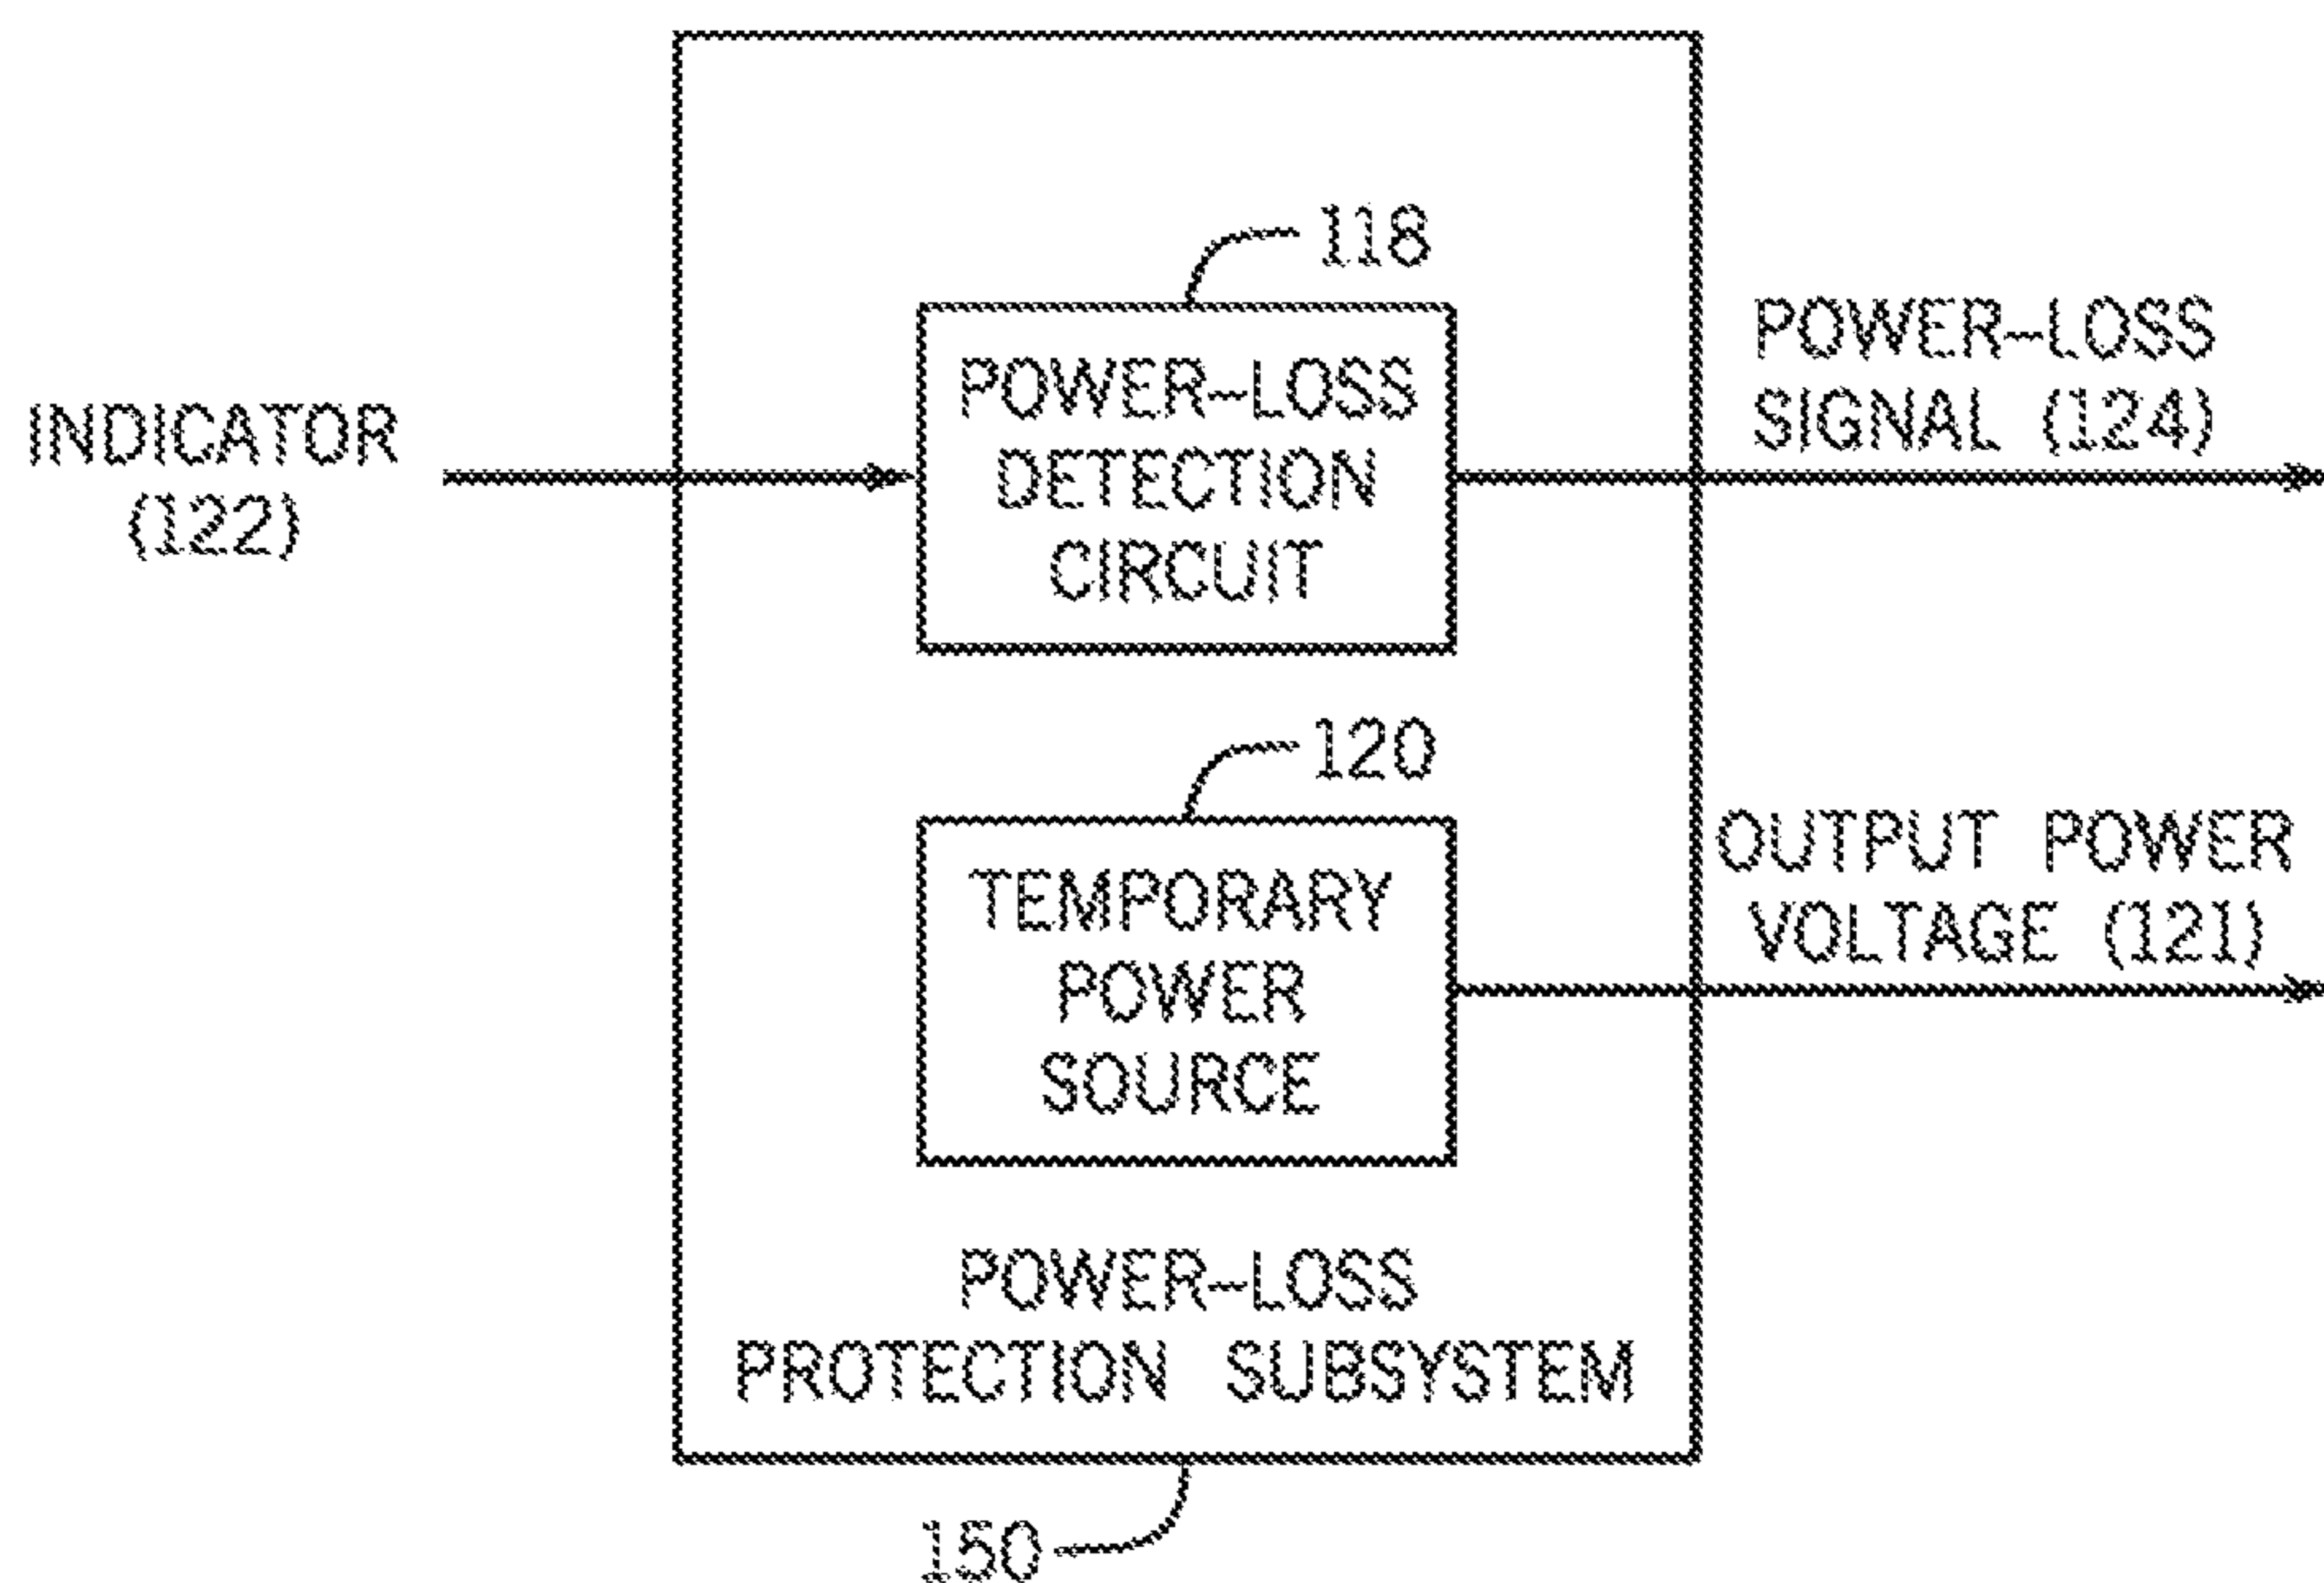 118
POWER-LOSS
DETECTION
CIRCUIT
INDICATOR
(122)
POWER-LOSS
SIGNAL (124)
120
TEMPORARY
POWER
SOURCE
OUTPUT POWER
VOLTAGE (121)
POWER-LOSS
PROTECTION SUBSYSTEM
150